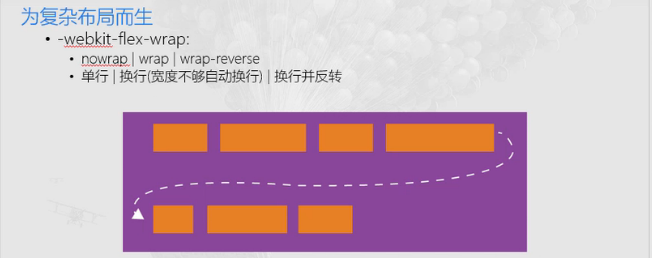 为复杂布局而生
-webkit-flex-wrap:
nowrap | wrap | wrap-reverse
单行 | 换行(宽度不够自动换行) | 换行并反转